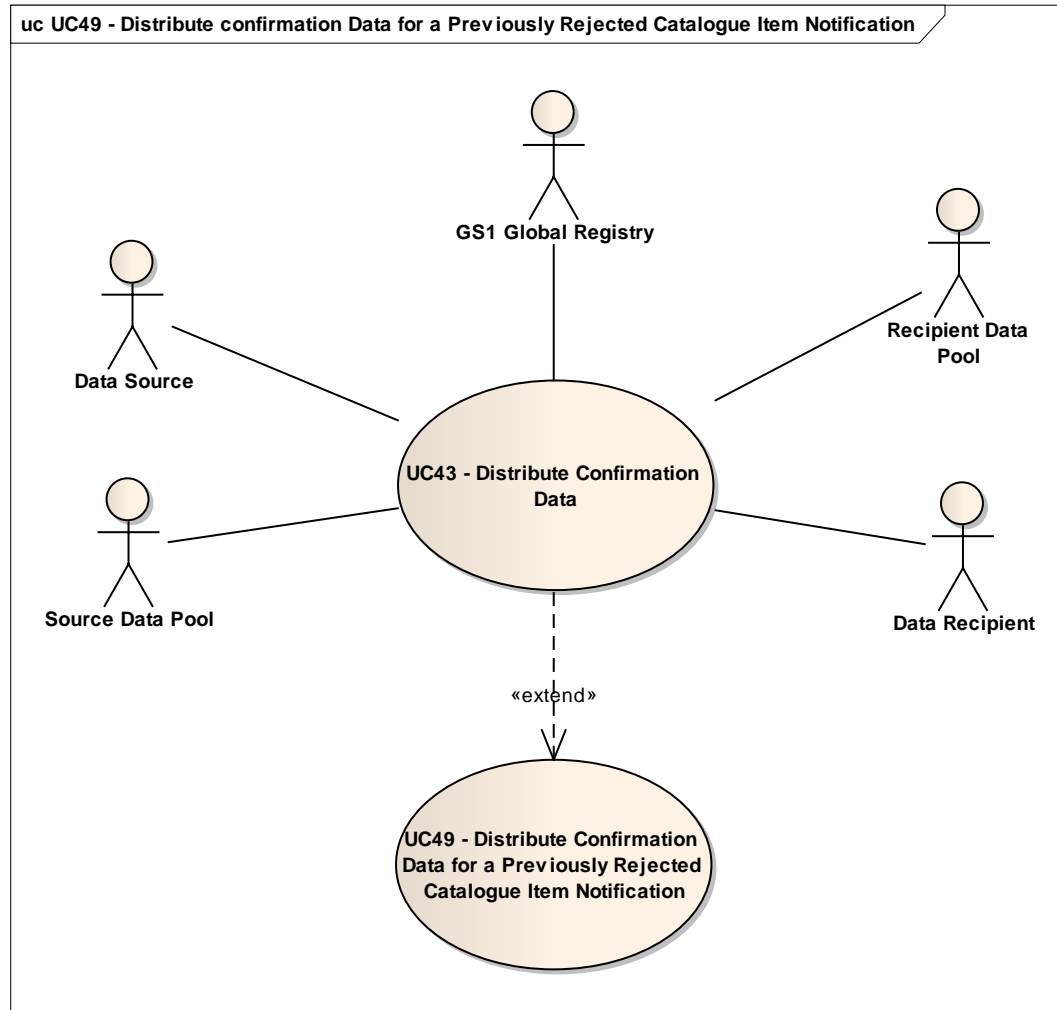 uc UC49 - Distribute confirmation Data for a Previously Rejected Catalogue Item Notification
GS1 Global Registry
Recipient Data
Pool
Data Source
UC43 - Distribute Confirmation
Data
Source Data Pool
Data Recipient
«extend»
UC49 - Distribute Confirmation
Data for a Previously Rejected
Catalogue Item Notification